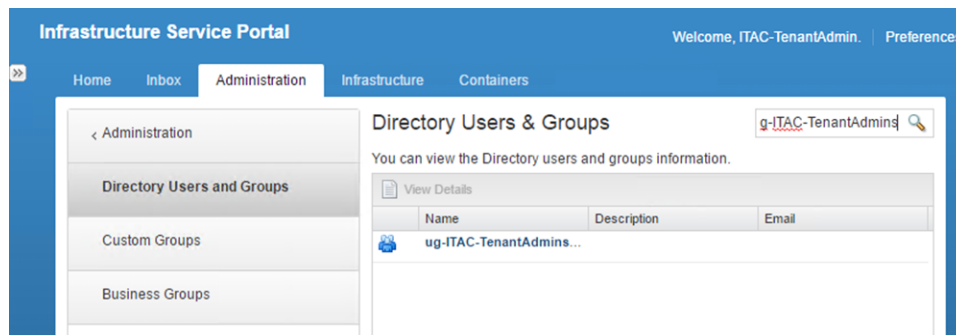 Infrastructure Service Portal
Welcome, ITAC-TenantAdmin. Preferences
Home Inbox Administration Infrastructure Containers
< Administration
Directory Users and Groups
Custom Groups
Business Groups
Directory Users & Groups
g-ITAC-TenantAdmins
You can view the Directory users and groups information.
View Details
Name Description Email
ug-ITAC-TenantAdmins...